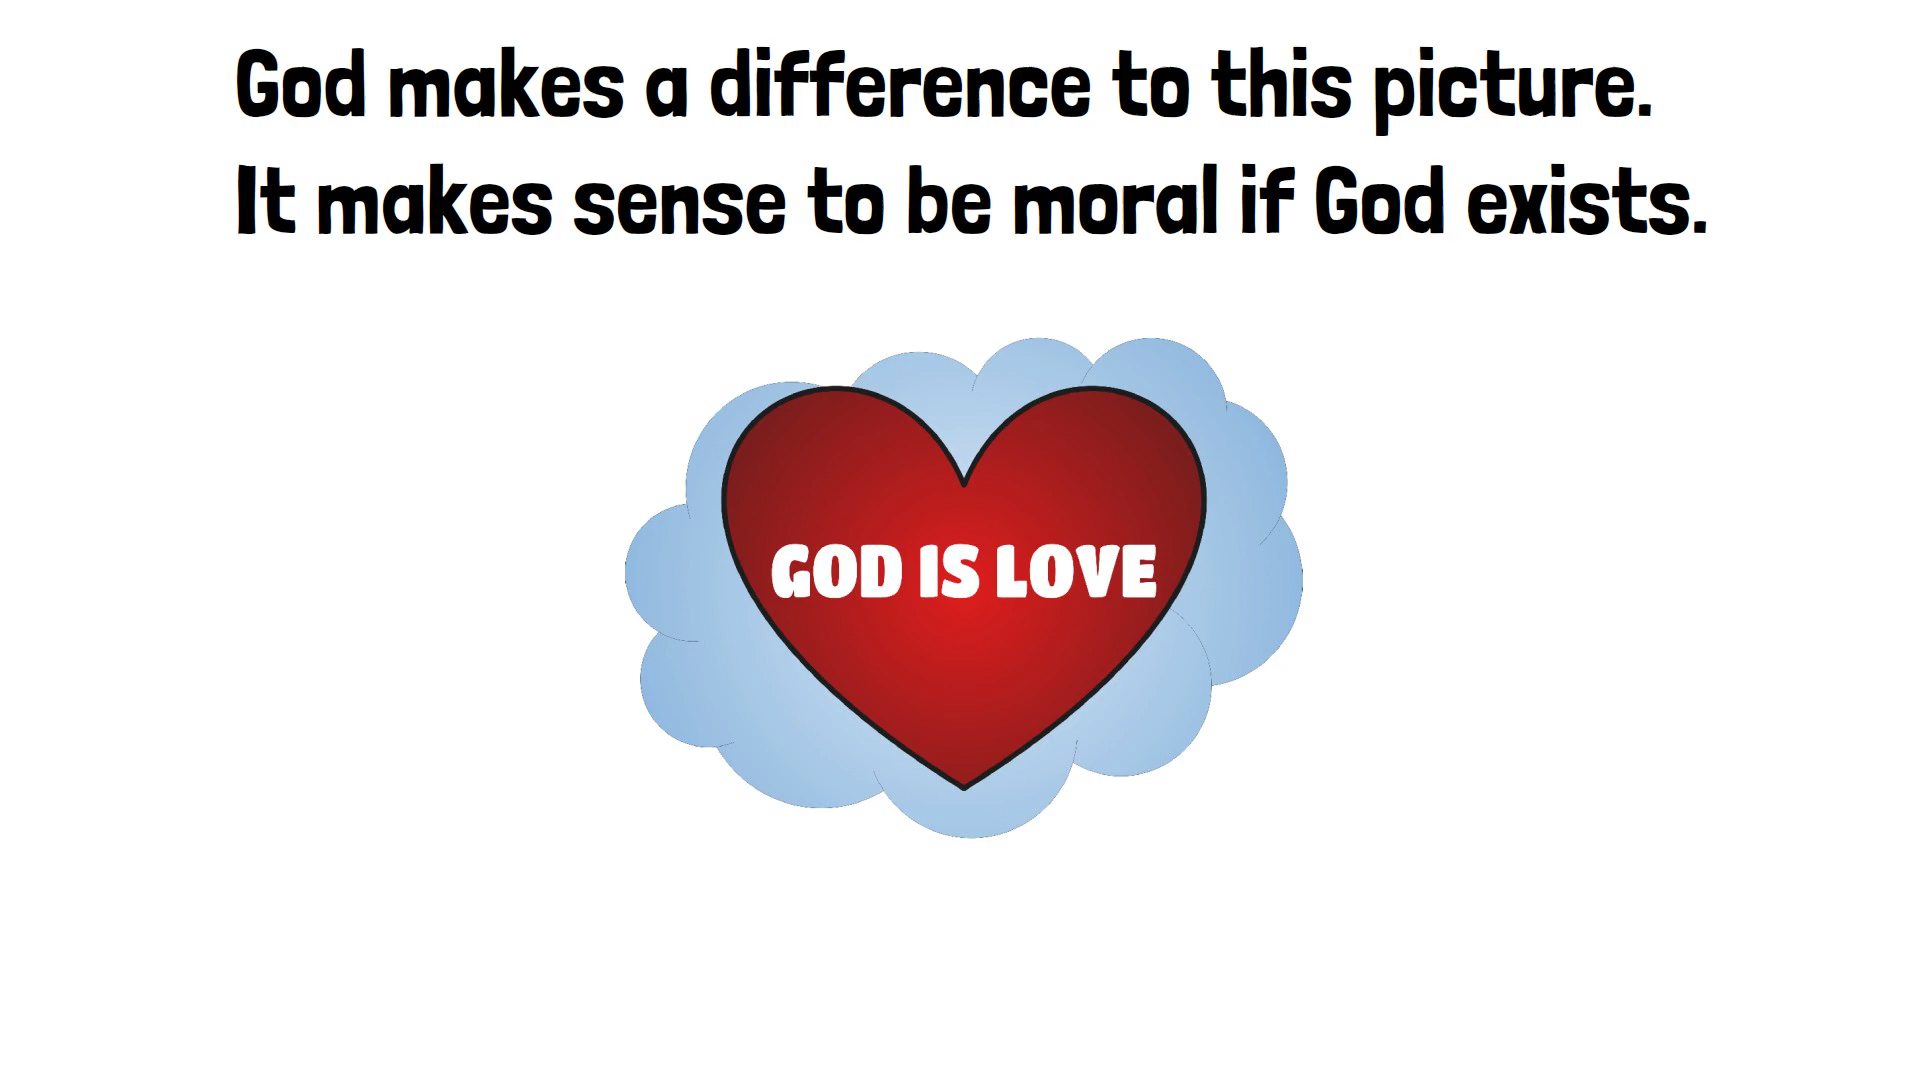 God makes a difference to this picture.
It makes sense to be moral if God exists.
GOD IS LOVE